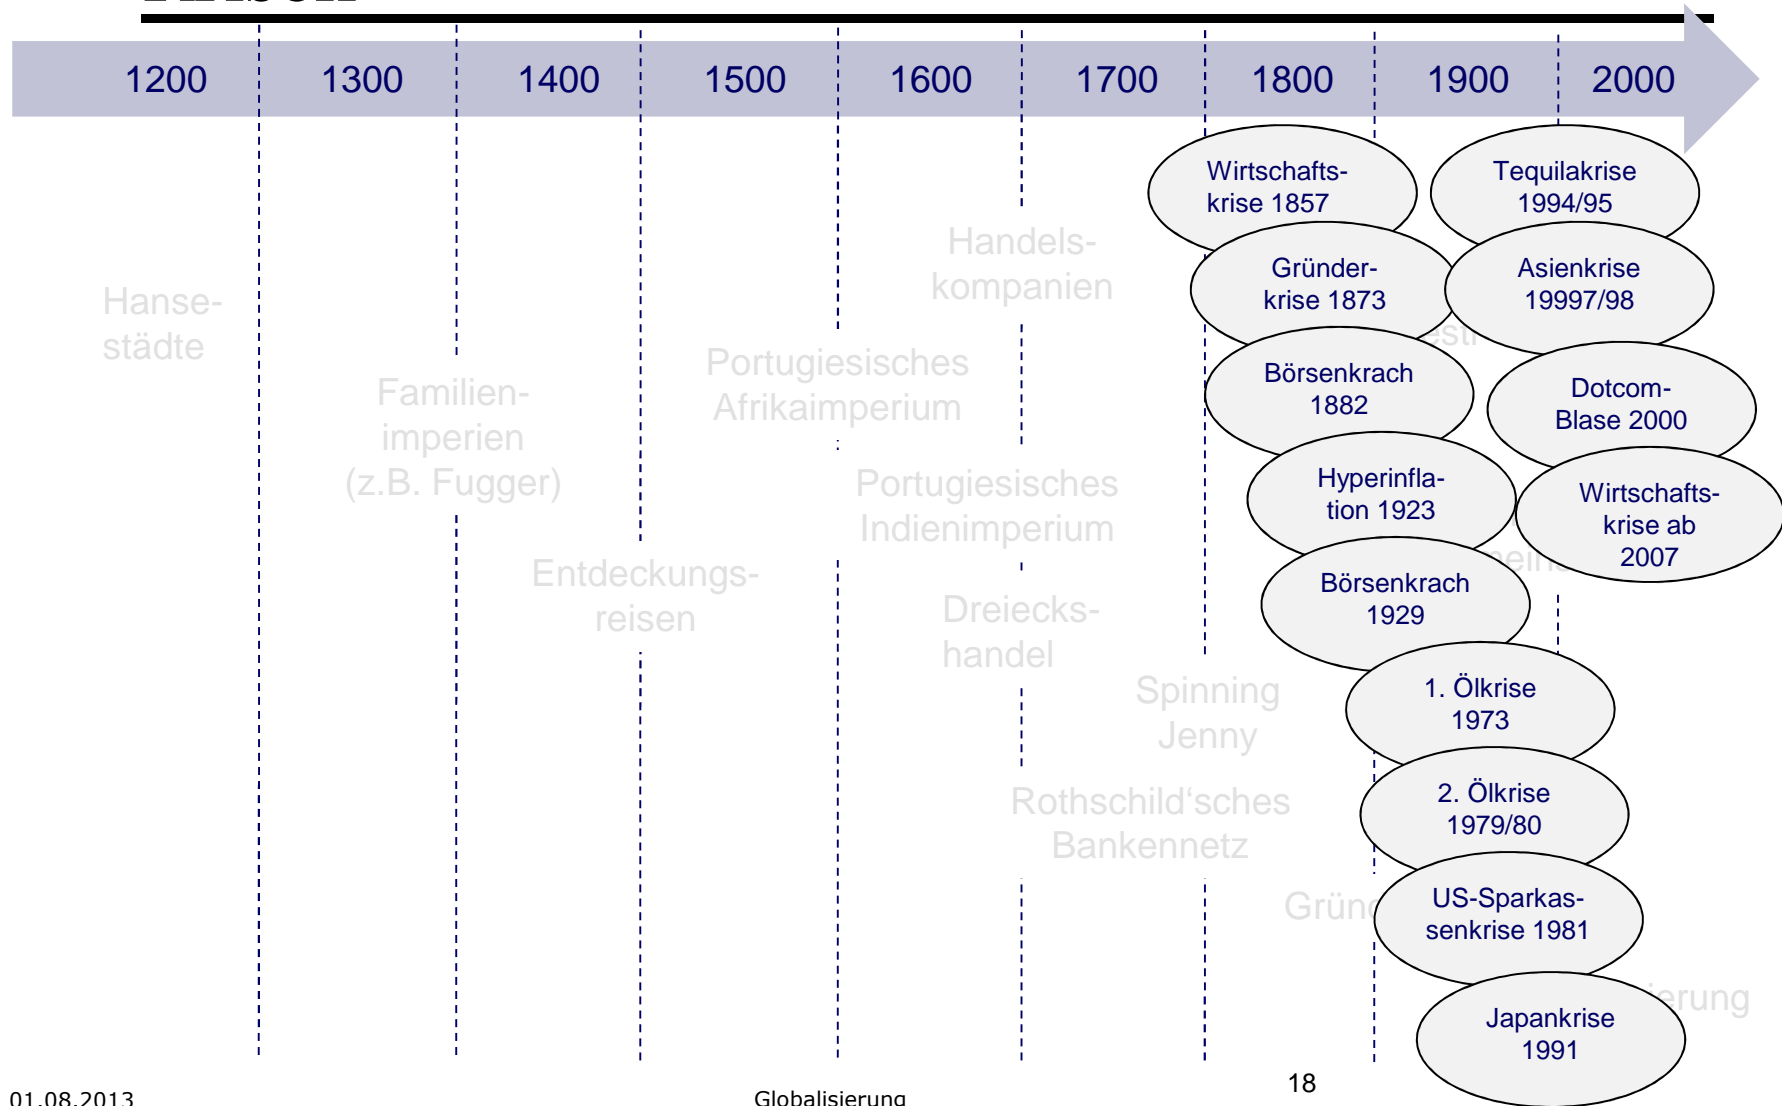 1200 1300 1400 1500 1600 1700 1800 1900 2000
Hanse-
städte
Familien-
imperien
(z.B. Fugger)
Entdeckungs-
reisen
Portugiesisches
Afrikaimperium
Portugiesisches
Indienimperium
Handels-
kompanien
Dreiecks-
handel
Spinning
Jenny
Rothschild‘sches
Bankennetz
Wirtschafts-
krise 1857
Gründer-
krise 1873
Börsenkrach
1882
Hyperinfla-
tion 1923
Börsenkrach
1929
1. Ölkrise
1973
2. Ölkrise
1979/80
US-Sparkas-
senkrise 1981
Japankrise
1991
Tequilakrise
1994/95
Asienkrise
19997/98
Dotcom-
Blase 2000
Wirtschafts-
krise ab
2007
01.08.2013
Globalisierung
18